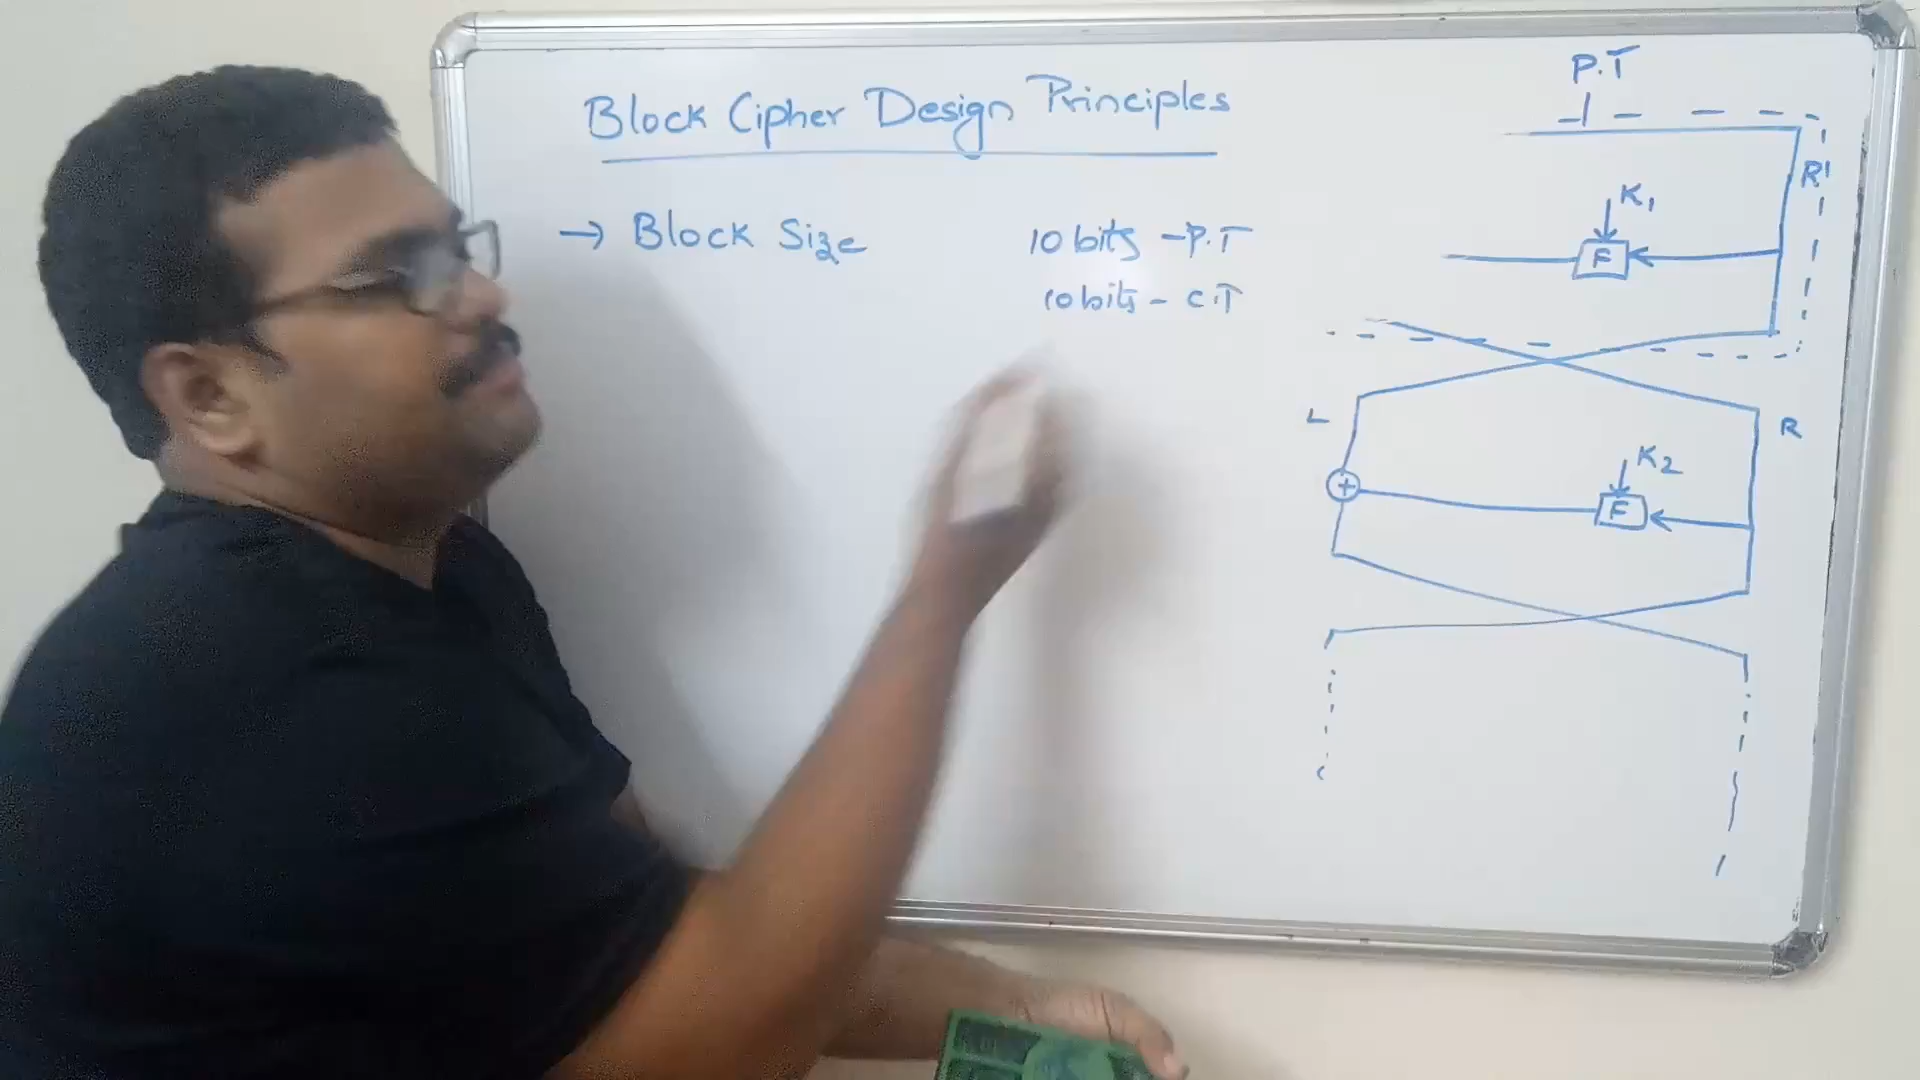 Block Cipher Design Principles
→ Block Size
10 bits - P.T
10 bits - C.T
P.T
R
K1
F
L
R
+
K2
F